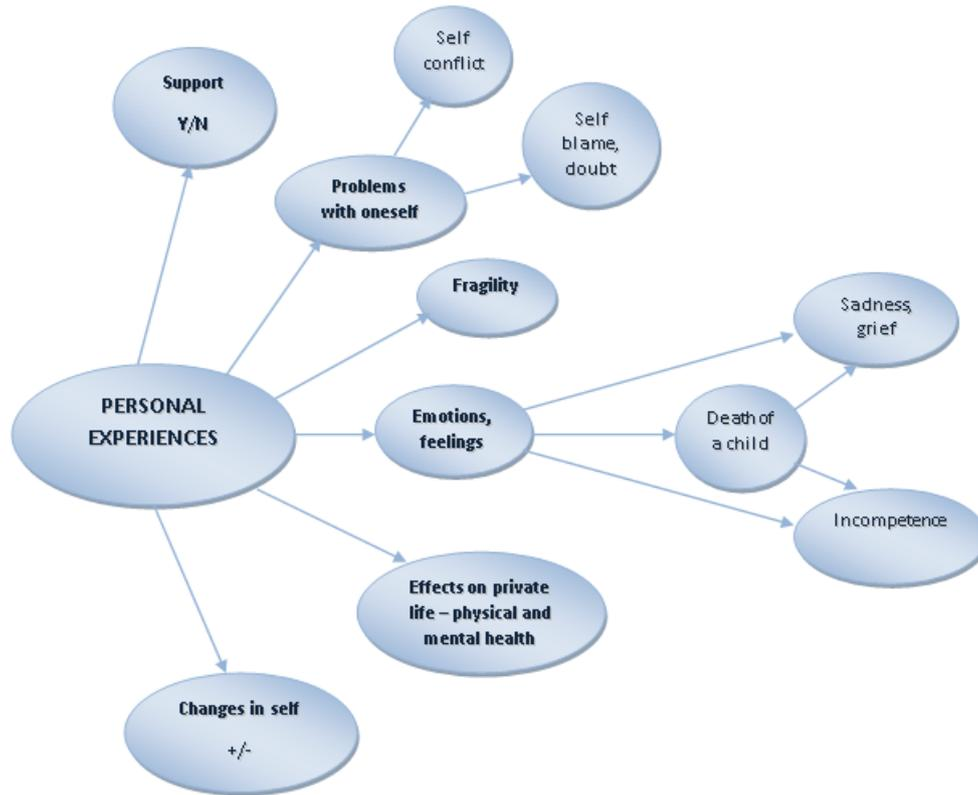 Self
conflict
Support
Y/N
Self
blame,
doubt
Problems
with oneself
Fragility
Sadness,
grief
PERSONAL
EXPERIENCES
Emotions,
feelings
Death of
a child
Incompetence
Effects on private
life – physical and
mental health
Changes in self
+/-